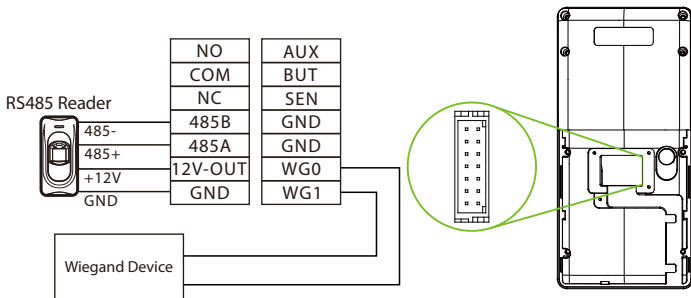 NO AUX
COM BUT
NC SEN
RS485 Reader
485- 485B GND
485+ 485A GND
+12V 12V-OUT WG0
GND GND WG1
Wiegand Device